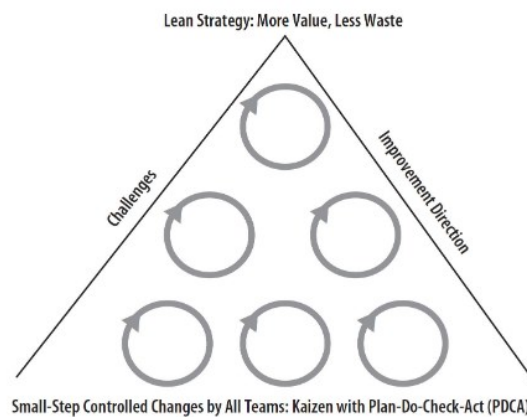 Lean Strategy: More Value, Less Waste
Challenges
Improvement Direction
Small-Step Controlled Changes by All Teams: Kaizen with Plan-Do-Check-Act (PDCA)